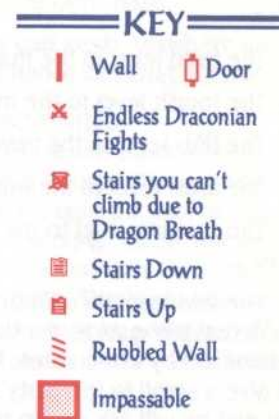 KEY
Wall Door
Endless Draconian
Fights
Stairs you can't
climb due to
Dragon Breath
Stairs Down
Stairs Up
Rubbled Wall
Impassable